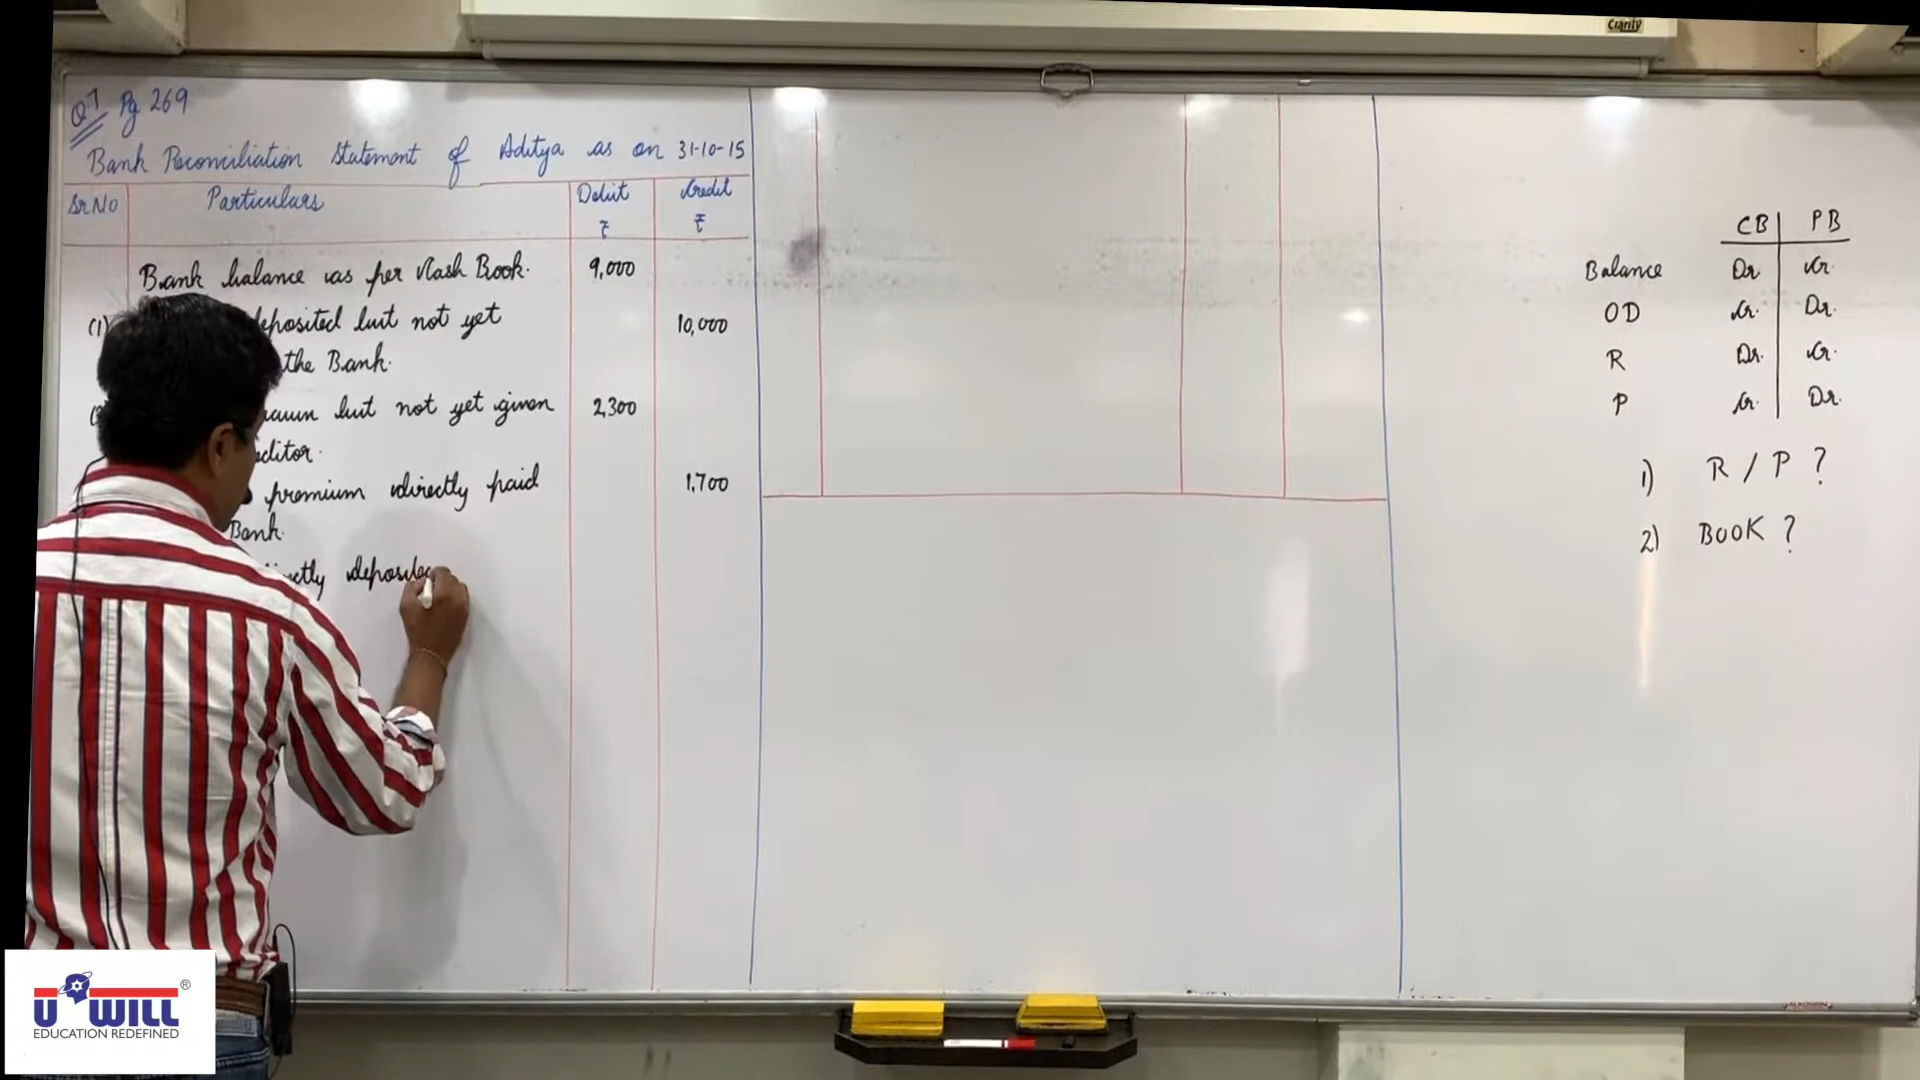 Q7 Pg 269
Bank Reconciliation Statement of Aditya as on 31-10-15
Sr No Particulars Debit ₹ Credit ₹
Bank balance as per Cash Book. 9,000
(1) deposited but not yet 10,000
the Bank.
but not yet given 2,300
premium directly paid 1,700
Bank.
deposited
CB PB
Balance Dr Cr.
OD Cr. Dr.
R Dr. Cr.
P Cr. Dr.
1) R / P ?
2) BOOK ?
Clarity
U WILL ®
EDUCATION REDEFINED